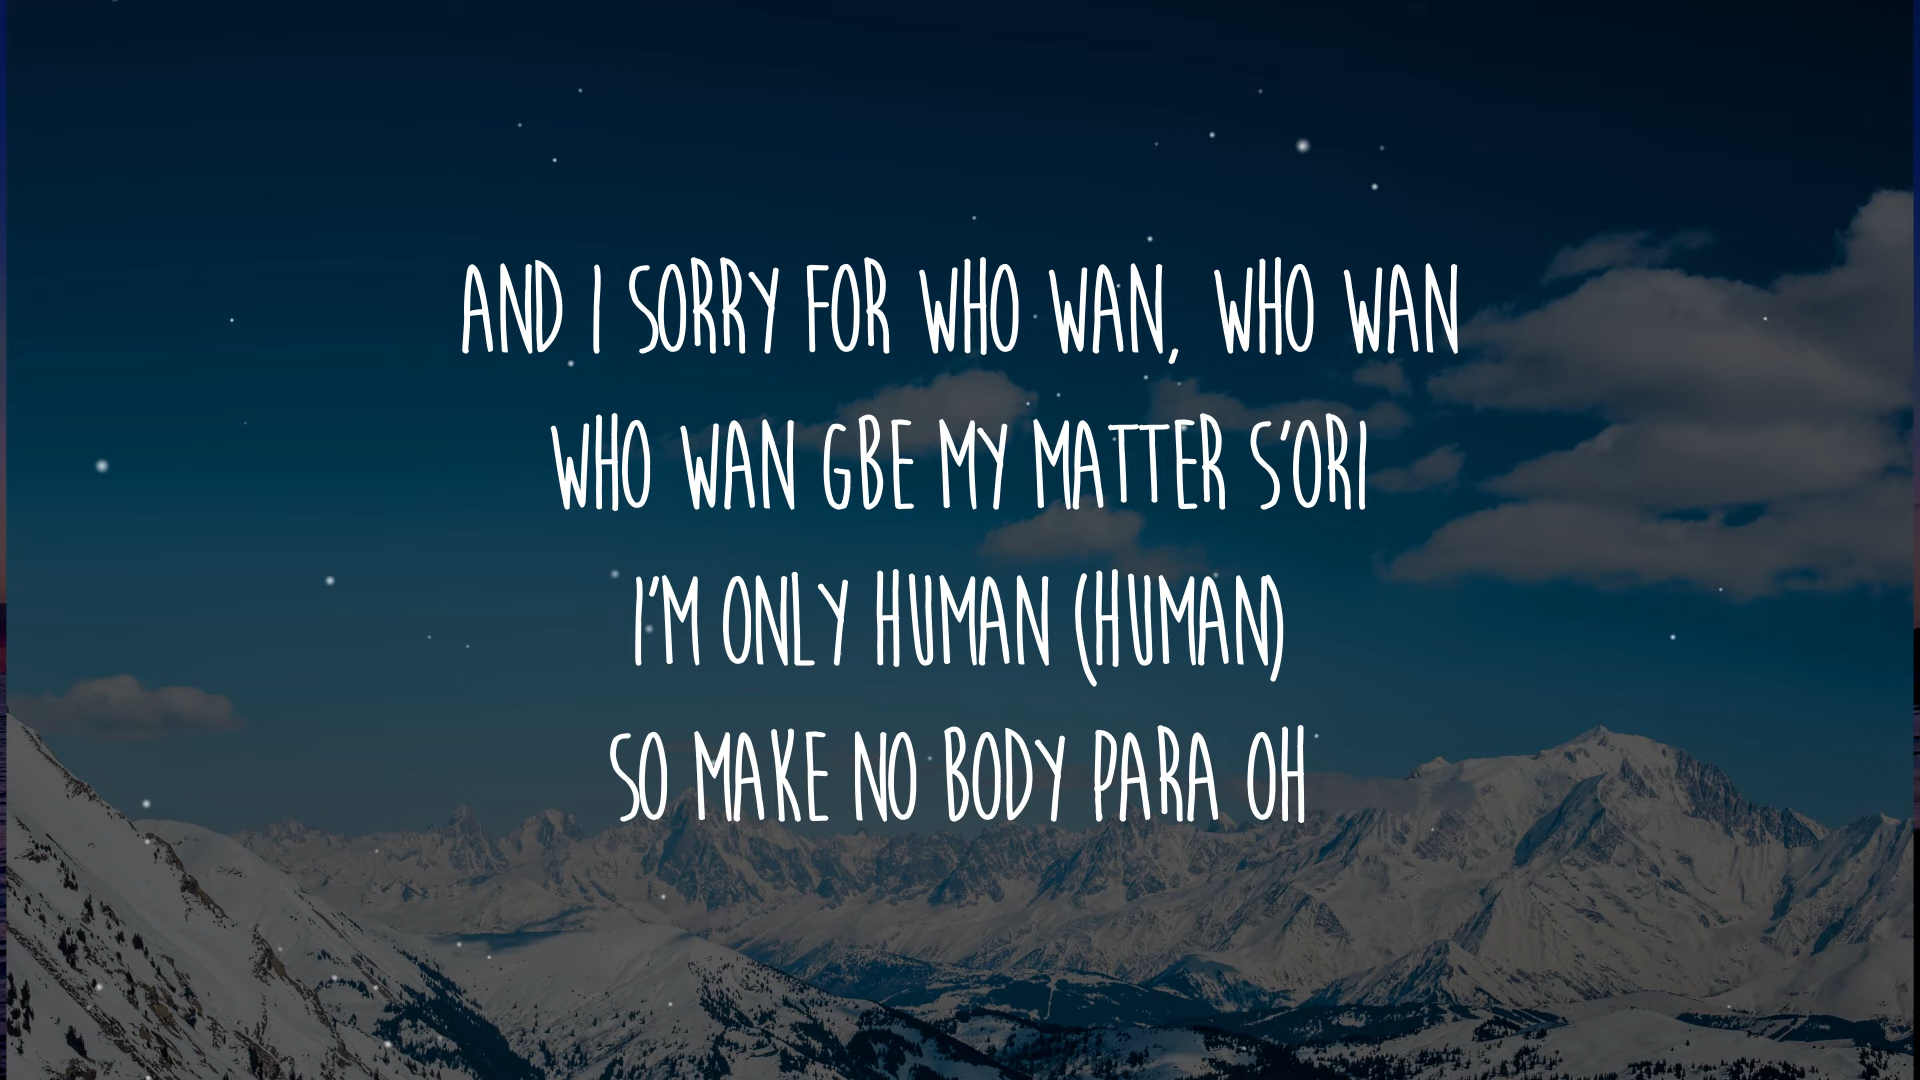 AND I SORRY FOR WHO WAN, WHO WAN
WHO WAN GBE MY MATTER S'ORI
I'M ONLY HUMAN (HUMAN)
SO MAKE NO BODY PARA OH